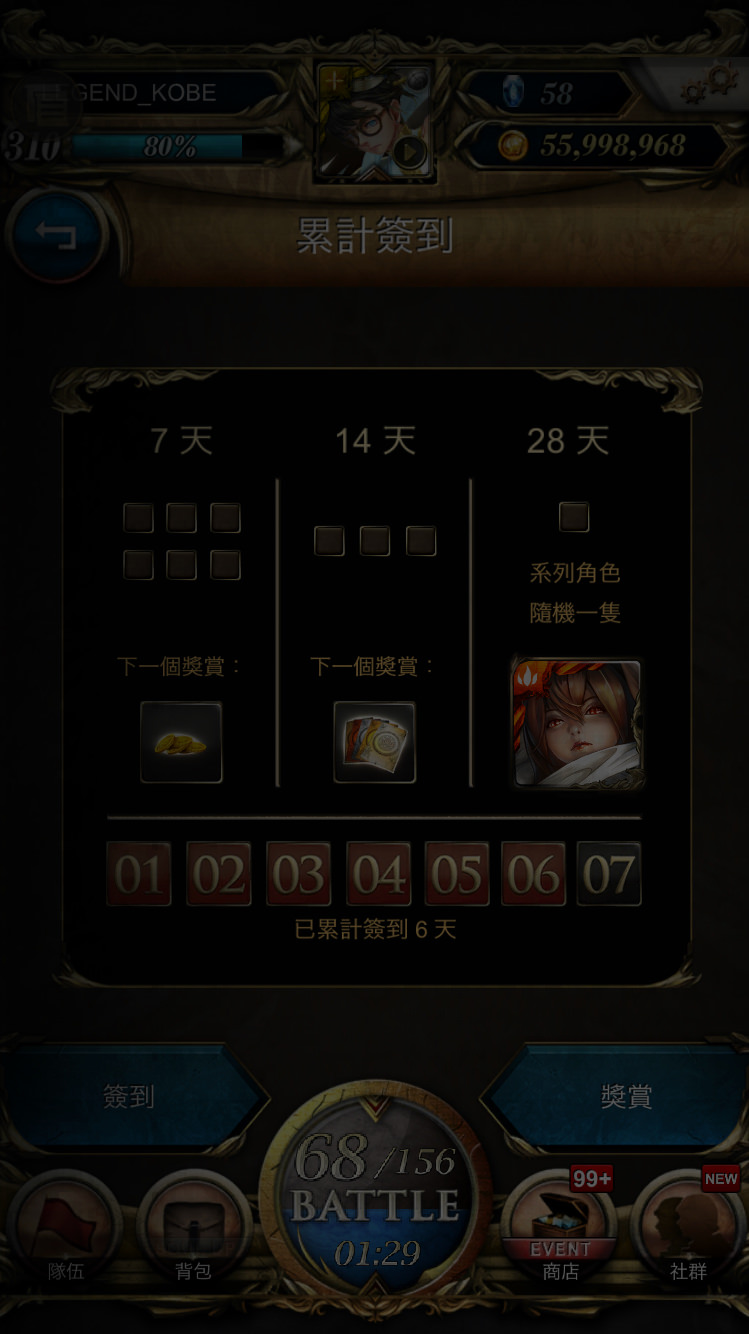 LEGEND_KOBE
58
310
80%
55,998,968
累計簽到
7 天
14 天
28 天
系列角色
隨機一隻
下一個獎賞：
下一個獎賞：
01 02 03 04 05 06 07
已累計簽到 6 天
簽到
獎賞
68 /156
BATTLE
01:29
99+
NEW
EVENT
隊伍
背包
商店
社群